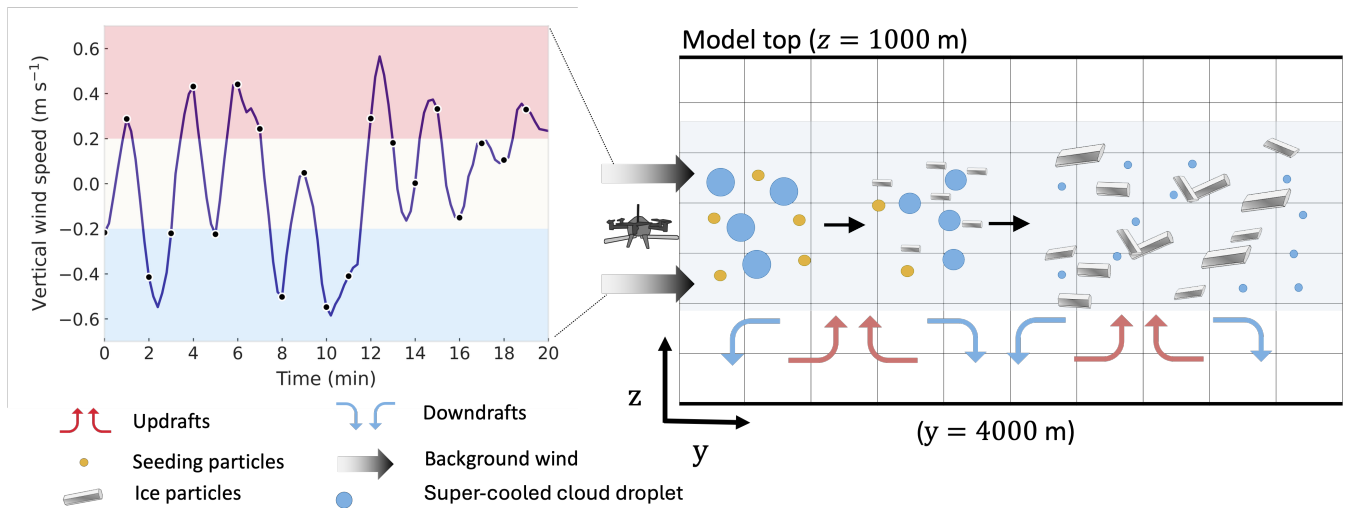 Model top (z = 1000 m)
Vertical wind speed (m s⁻¹)
0.6
0.4
0.2
0.0
−0.2
−0.4
−0.6
0 2 4 6 8 10 12 14 16 18 20
Time (min)
z
y
(y = 4000 m)
Updrafts
Downdrafts
Seeding particles
Background wind
Ice particles
Super-cooled cloud droplet